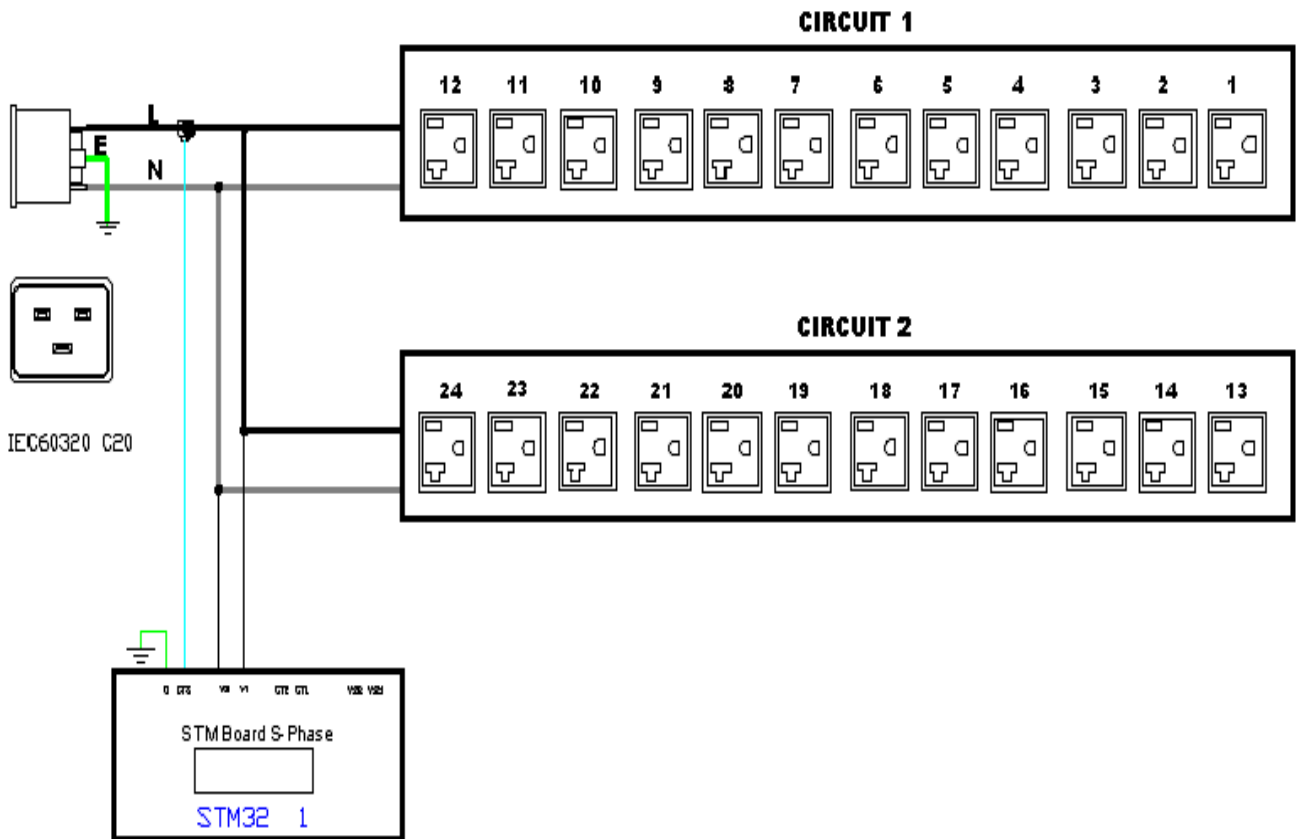 CIRCUIT 1
12 11 10 9 8 7 6 5 4 3 2 1
L
E
N
CIRCUIT 2
24 23 22 21 20 19 18 17 16 15 14 13
IEC60320 C20
V1
STM Board S-Phase
STM32 1